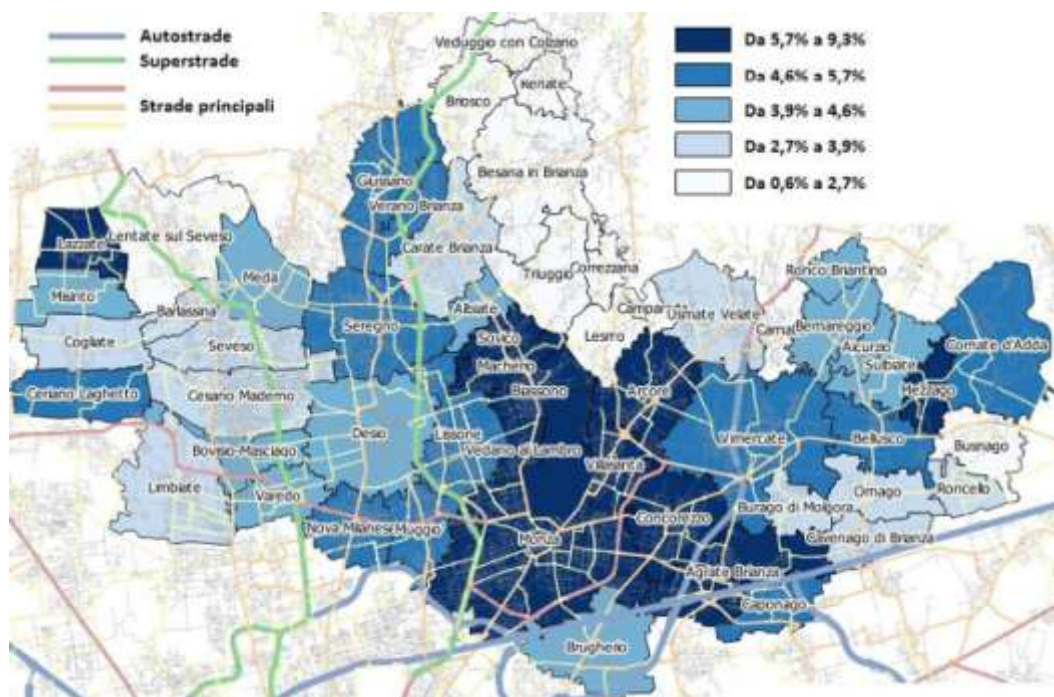 Autostrade
Superstrade
Strade principali
Da 5,7% a 9,3%
Da 4,6% a 5,7%
Da 3,9% a 4,6%
Da 2,7% a 3,9%
Da 0,6% a 2,7%
Veduggio con Colzano
Renate
Briosco
Besana in Brianza
Giussano
Verano Brianza
Lentate sul Seveso
Lazzate
Carate Brianza
Triuggio
Correzzana
Ronco Briantino
Meda
Misinto
Barlassina
Albiate
Camparada
Usmate Velate
Seregno
Lesmo
Carna
Bernareggio
Cornate d'Adda
Aicurzio
Sulbiate
Cogliate
Seveso
Sovico
Macherio
Mezzago
Ceriano Laghetto
Cesano Maderno
Biassono
Arcore
Desio
Lissone
Vimercate
Bellusco
Busnago
Bovisio-Masciago
Vedano al Lambro
Villasanta
Limbiate
Varedo
Ornago
Roncello
Burago di Molgora
Nova Milanese
Muggio
Monza
Concorezzo
Cavenago di Brianza
Agrate Brianza
Caponago
Brugherio